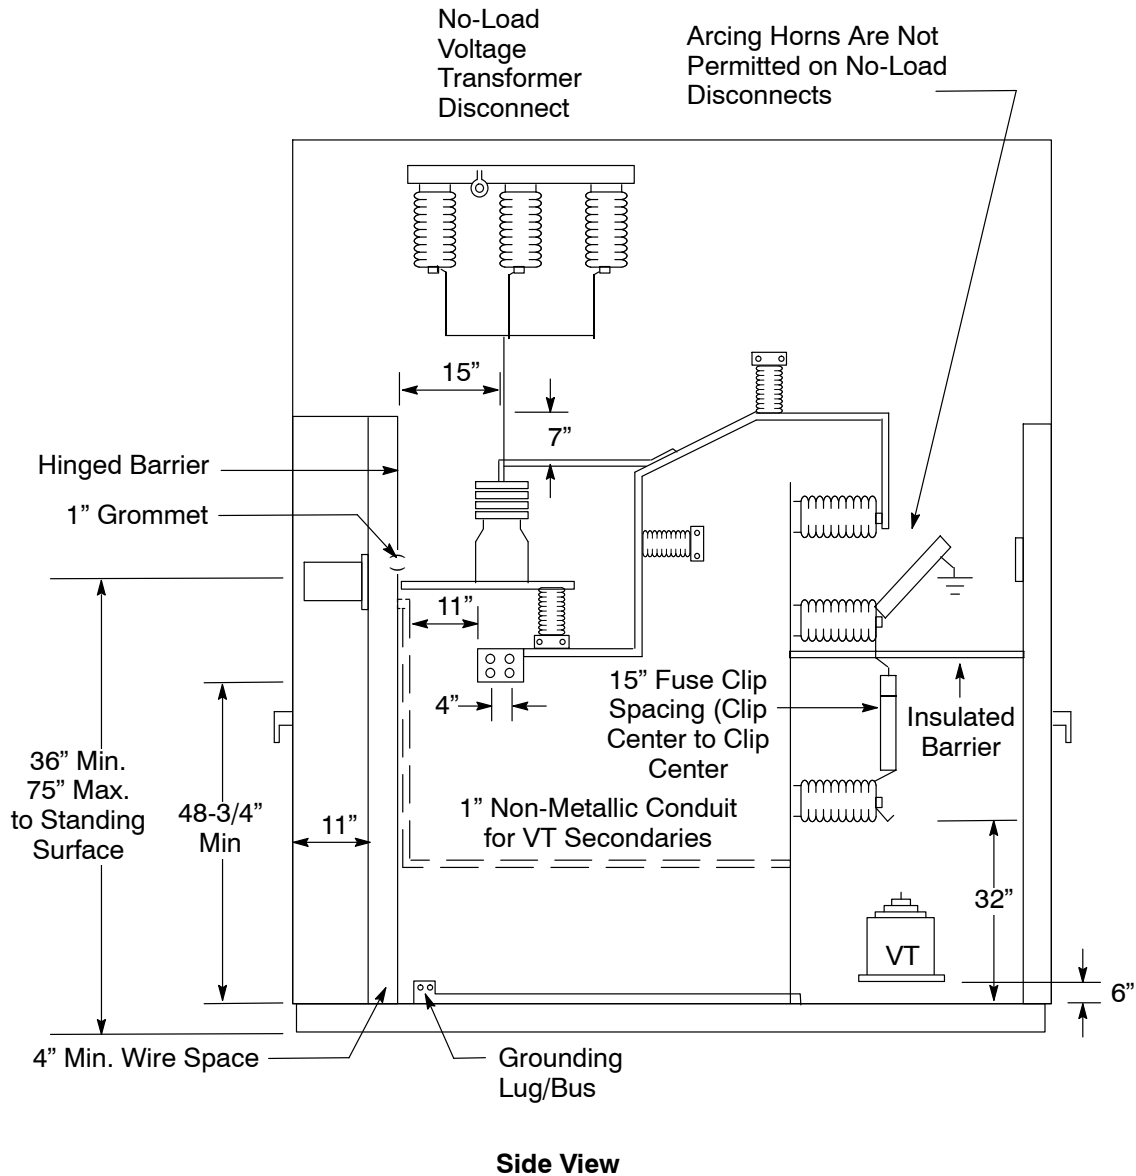 No-Load
Voltage
Transformer
Disconnect
Arcing Horns Are Not
Permitted on No-Load
Disconnects
15”
7”
Hinged Barrier
1” Grommet
11”
4”
15” Fuse Clip
Spacing (Clip
Center to Clip
Center
Insulated
Barrier
36” Min.
75” Max.
to Standing
Surface
48-3/4”
Min
11”
1” Non-Metallic Conduit
for VT Secondaries
32”
VT
6”
4” Min. Wire Space
Grounding
Lug/Bus
Side View